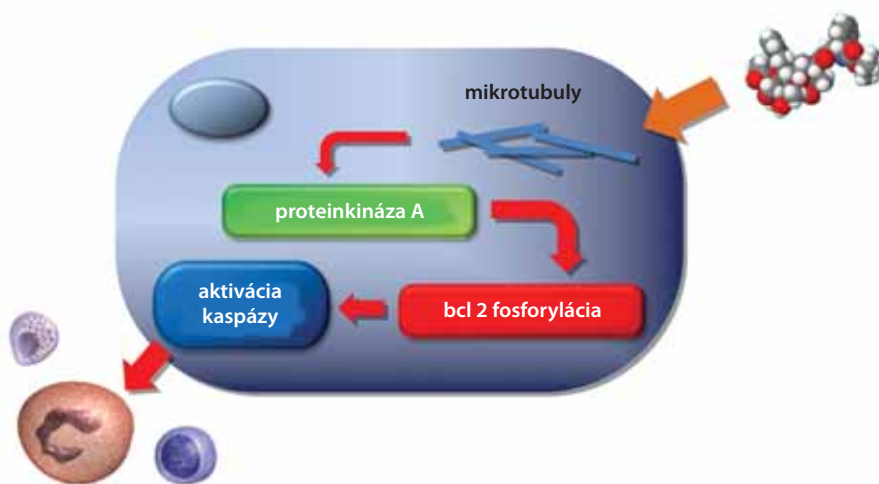 mikrotubuly
proteinkináza A
aktivácia
kaspázy
bcl 2 fosforylácia